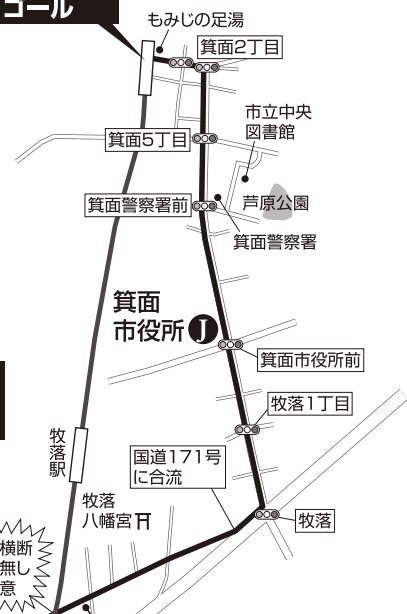 ゴール
もみじの足湯
箕面2丁目
市立中央
図書館
箕面5丁目
箕面警察署前
芦原公園
箕面警察署
箕面
市役所 J
箕面市役所前
牧落1丁目
牧落駅
国道171号
に合流
牧落
八幡宮
牧落
横断
無し
意